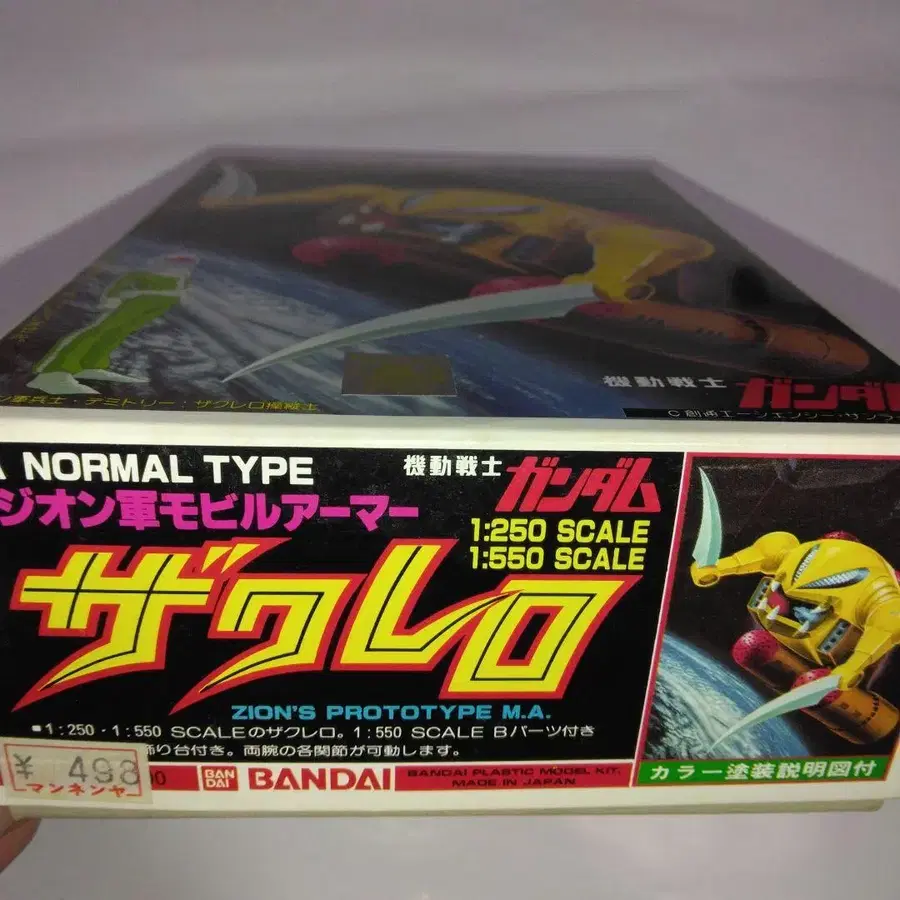 機動戦士
ガンダム
デミトリー・ザクレロ操縦士
A NORMAL TYPE
機動戦士
ガンダム
ジオン軍モビルアーマー
1:250 SCALE
1:550 SCALE
ザクレロ
ZION'S PROTOTYPE M.A.
■1:250・1:550 SCALEのザクレロ。1:550 SCALE Bパーツ付き
飾り台付き。両腕の各関節が可動します。
¥ 498
マンネンヤ
BAN
DAI
BANDAI
BANDAI PLASTIC MODEL KIT.
MADE IN JAPAN
カラー塗装説明図付